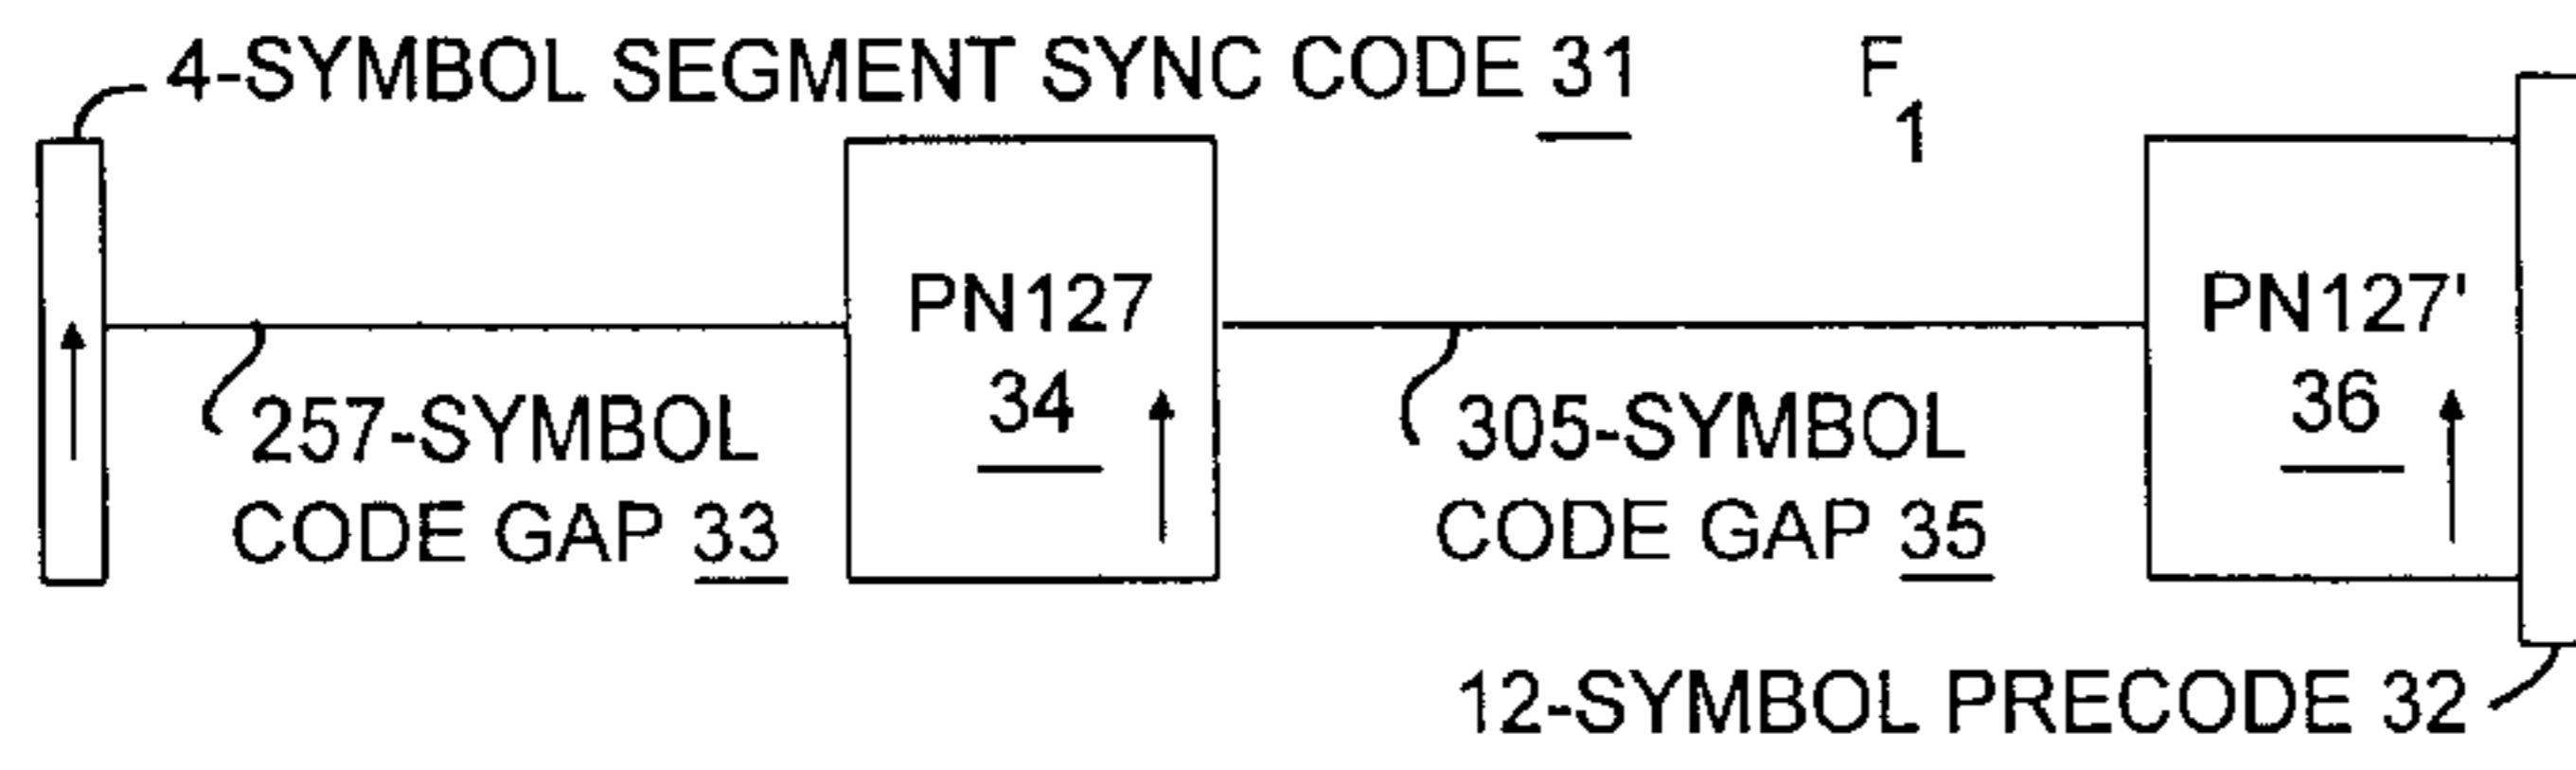 4-SYMBOL SEGMENT SYNC CODE 31
F
1
PN127
34
PN127'
36
257-SYMBOL
CODE GAP 33
305-SYMBOL
CODE GAP 35
12-SYMBOL PRECODE 32